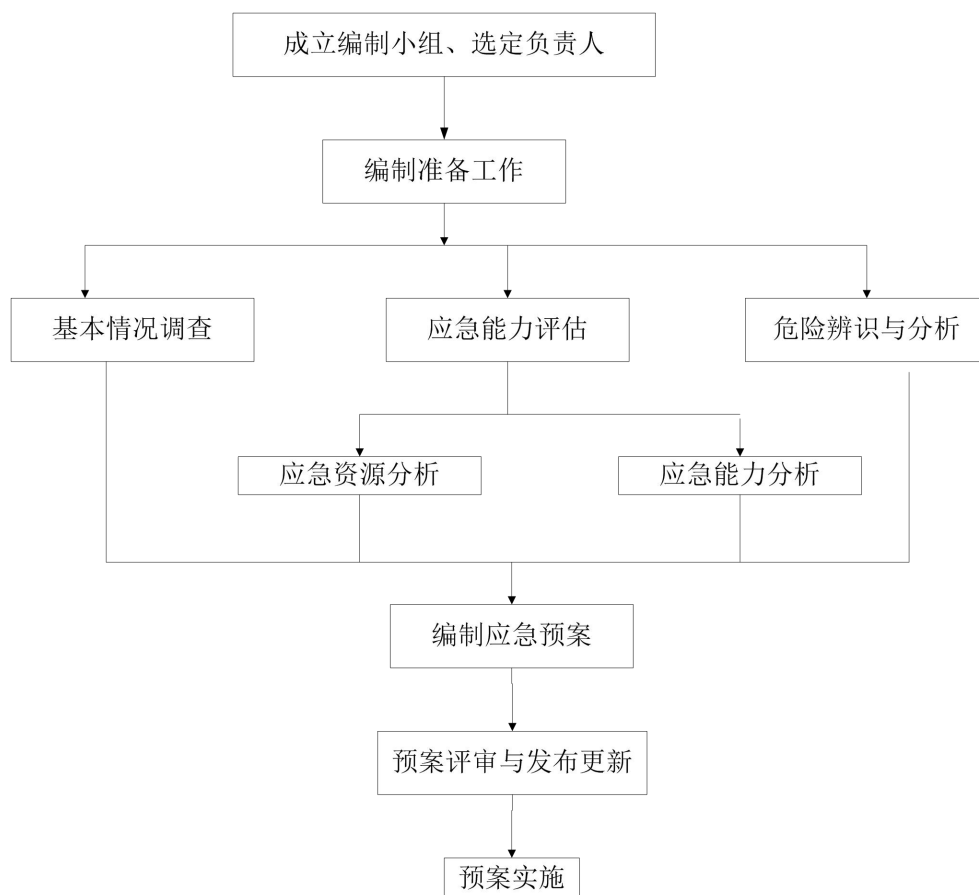 成立编制小组、选定负责人
编制准备工作
基本情况调查
应急能力评估
危险辨识与分析
应急资源分析
应急能力分析
编制应急预案
预案评审与发布更新
预案实施